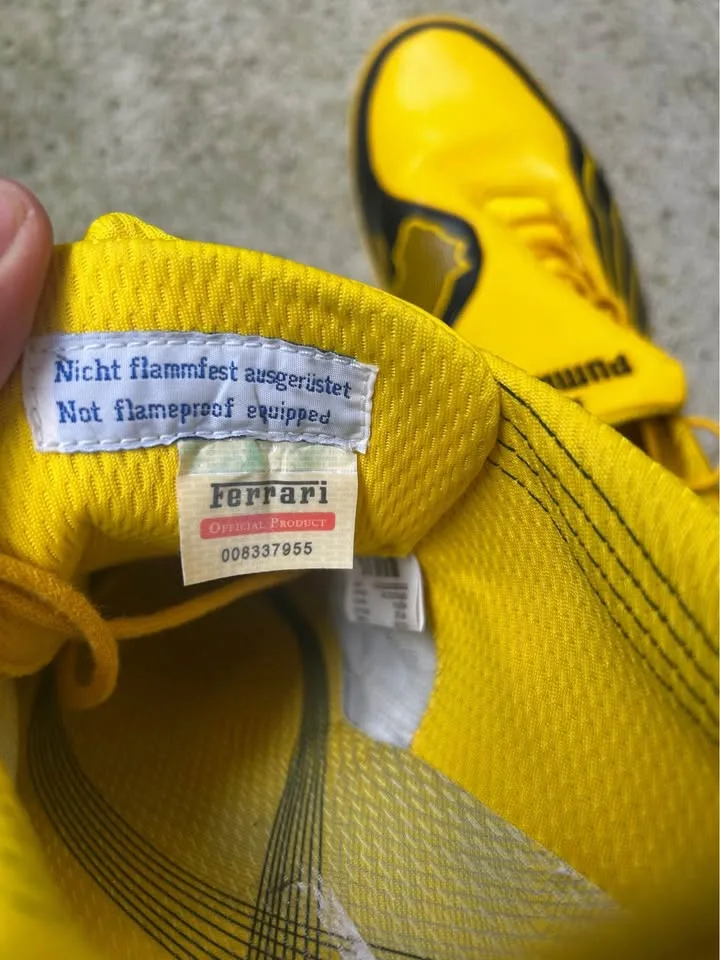 Nicht flammfest ausgerüstet
Not flameproof equipped
Ferrari
OFFICIAL PRODUCT
008337955
PUMA